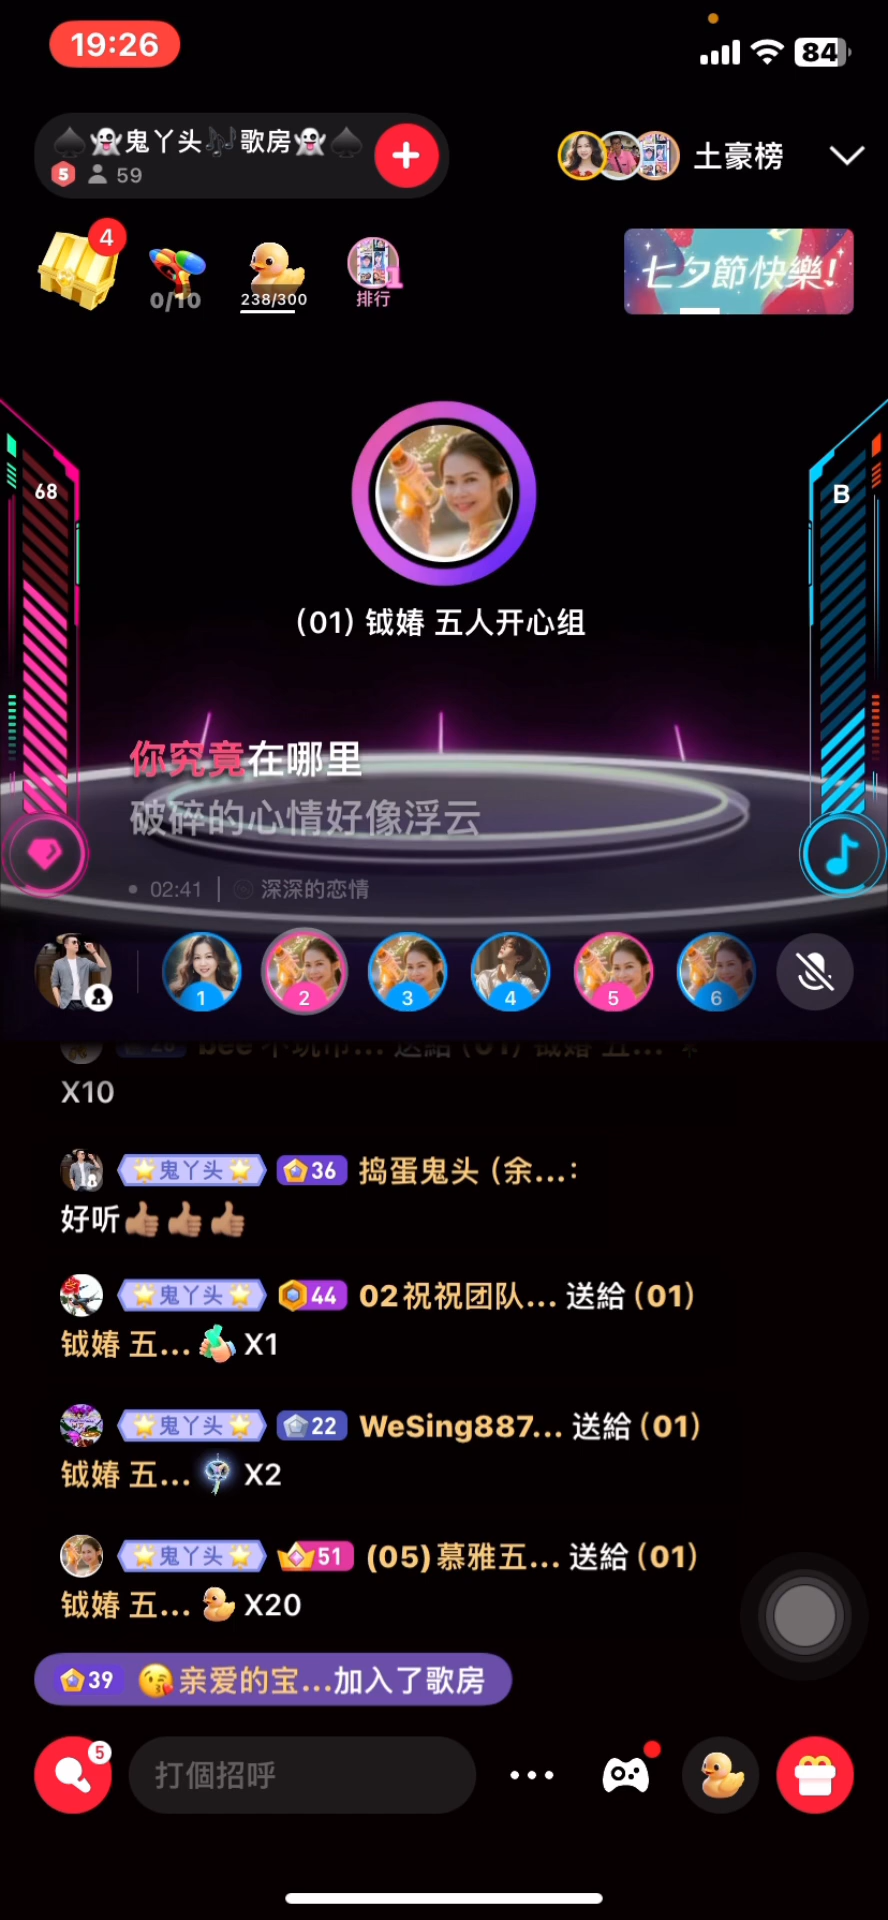 19:26
84
鬼丫头 歌房
5 59
土豪榜
4
0/10
238/300
1
排行
七夕節快樂!
68
B
(01) 钺媋 五人开心组
你究竟在哪里
破碎的心情好像浮云
02:41 | 深深的恋情
1 2 3 4 5 6
X10
鬼丫头 36 捣蛋鬼头 (余...:
好听
鬼丫头 44 02祝祝团队... 送給 (01)
钺媋 五... X1
鬼丫头 22 WeSing887... 送給 (01)
钺媋 五... X2
鬼丫头 51 (05)慕雅五... 送給 (01)
钺媋 五... X20
39 亲爱的宝...加入了歌房
5
打個招呼